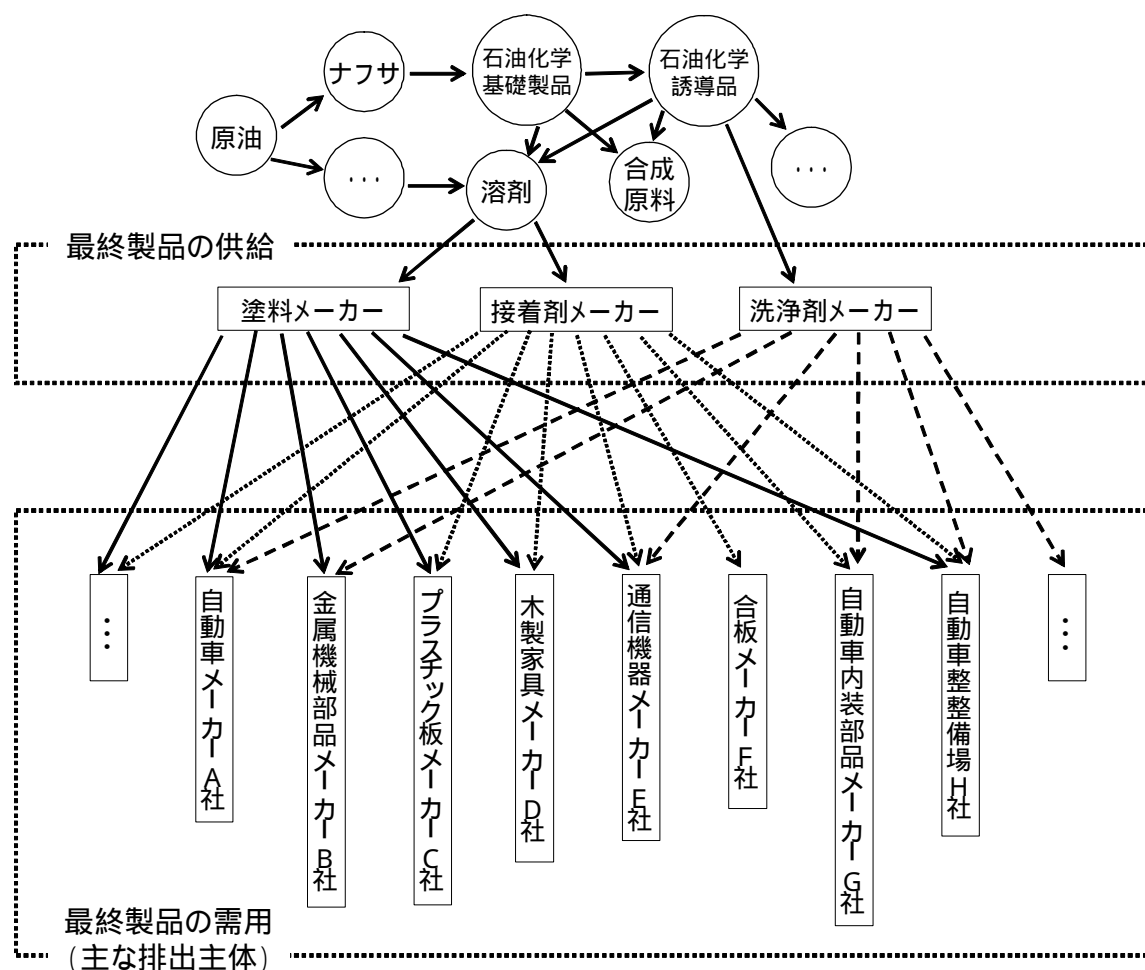 ナフサ
石油化学
基礎製品
石油化学
誘導品
原油
...
溶剤
合成
原料
...
最終製品の供給
塗料メーカー
接着剤メーカー
洗浄剤メーカー
...
自動車メーカーA社
金属機械部品メーカーB社
プラスチック板メーカーC社
木製家具メーカーD社
通信機器メーカーE社
合板メーカーF社
自動車内装部品メーカーG社
自動車整整備場H社
...
最終製品の需用
(主な排出主体)